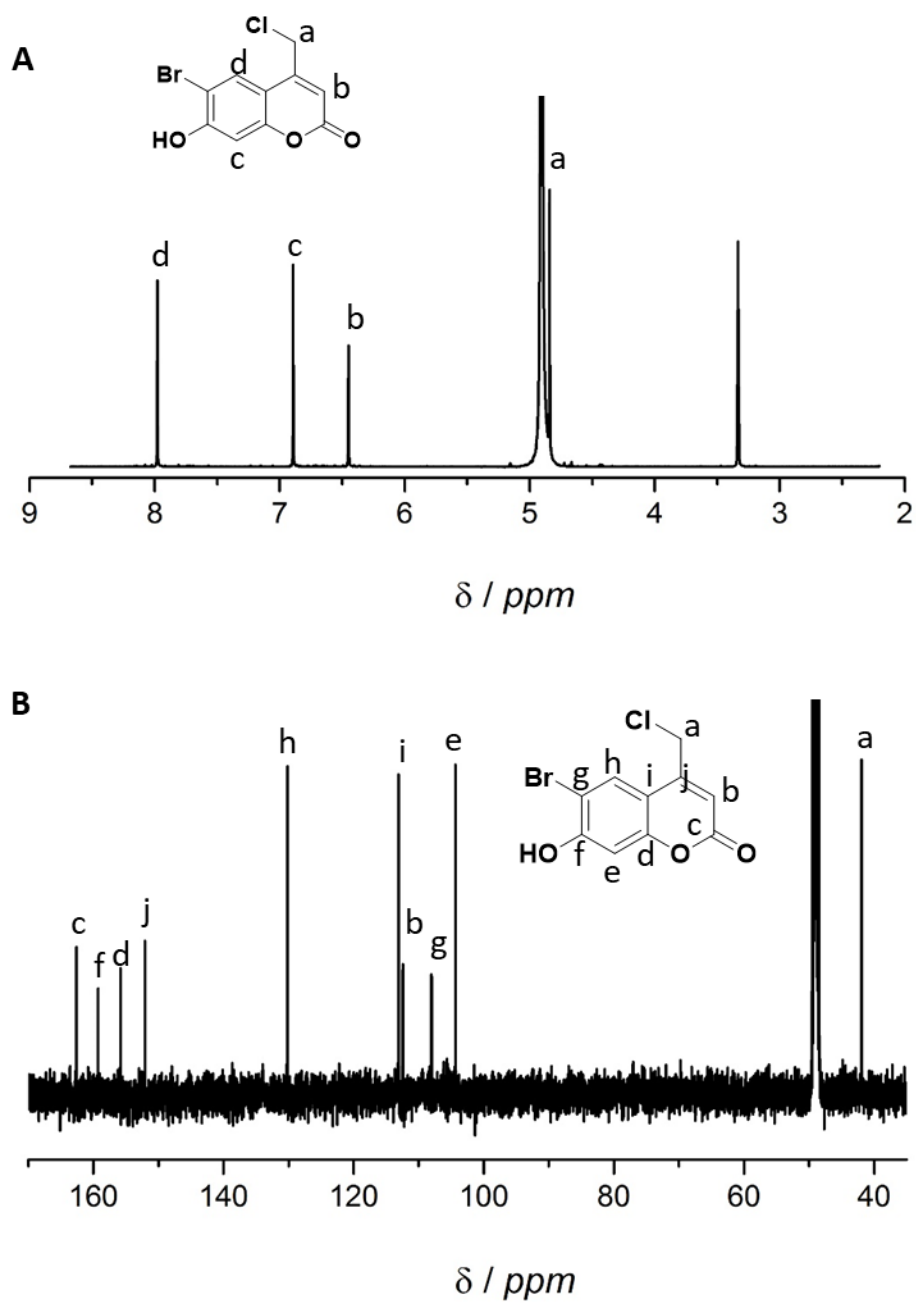 A
Cl a
d
Br b
HO O O
c
a
d
c
b
9 8 7 6 5 4 3 2
δ / ppm
B
h i e a
Cl a
Br g h i j b
c
HO f d O O
e
c f d j b g
160 140 120 100 80 60 40
δ / ppm